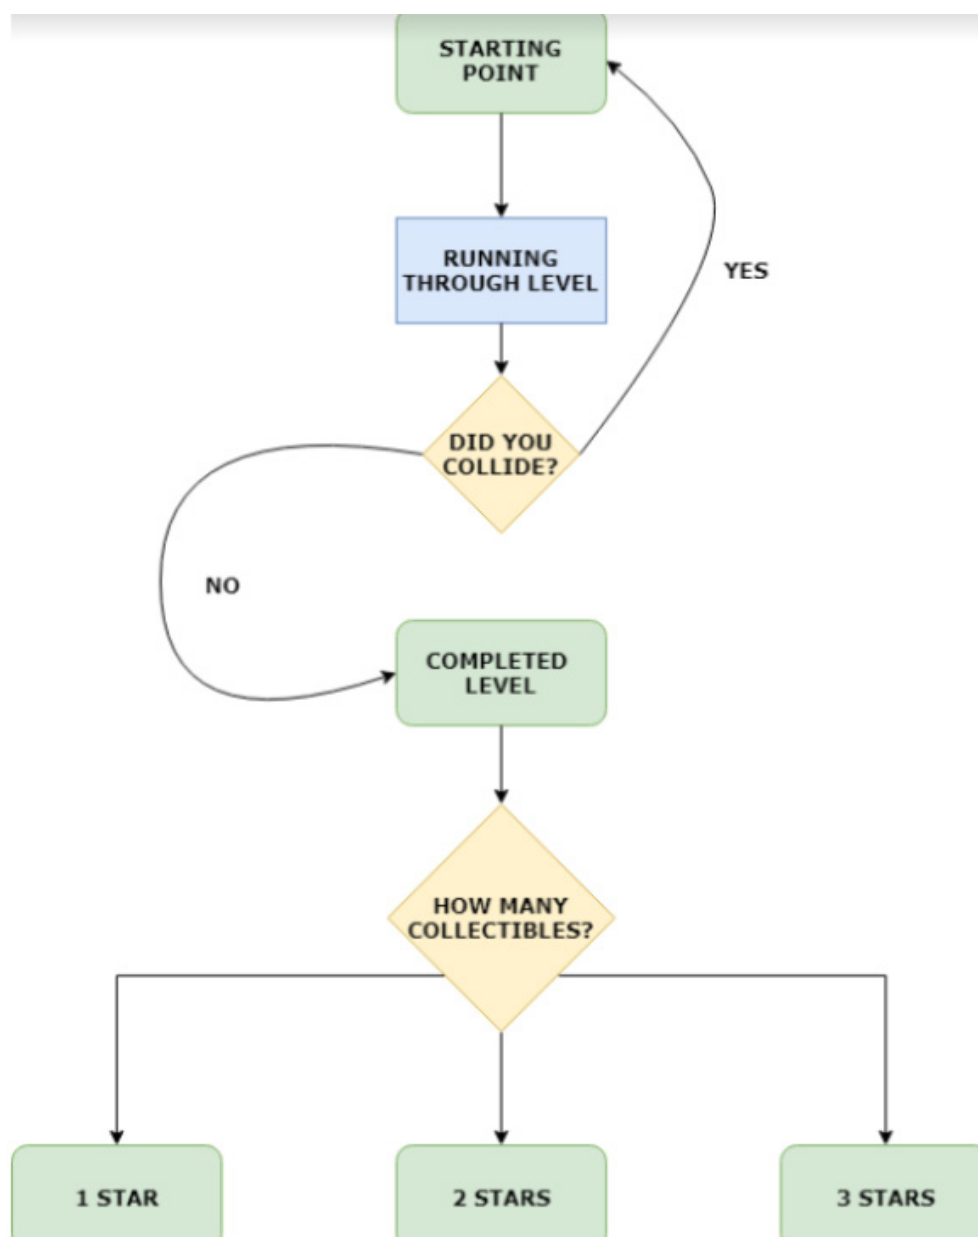 STARTING
POINT
RUNNING
THROUGH LEVEL
YES
DID YOU
COLLIDE?
NO
COMPLETED
LEVEL
HOW MANY
COLLECTIBLES?
1 STAR
2 STARS
3 STARS